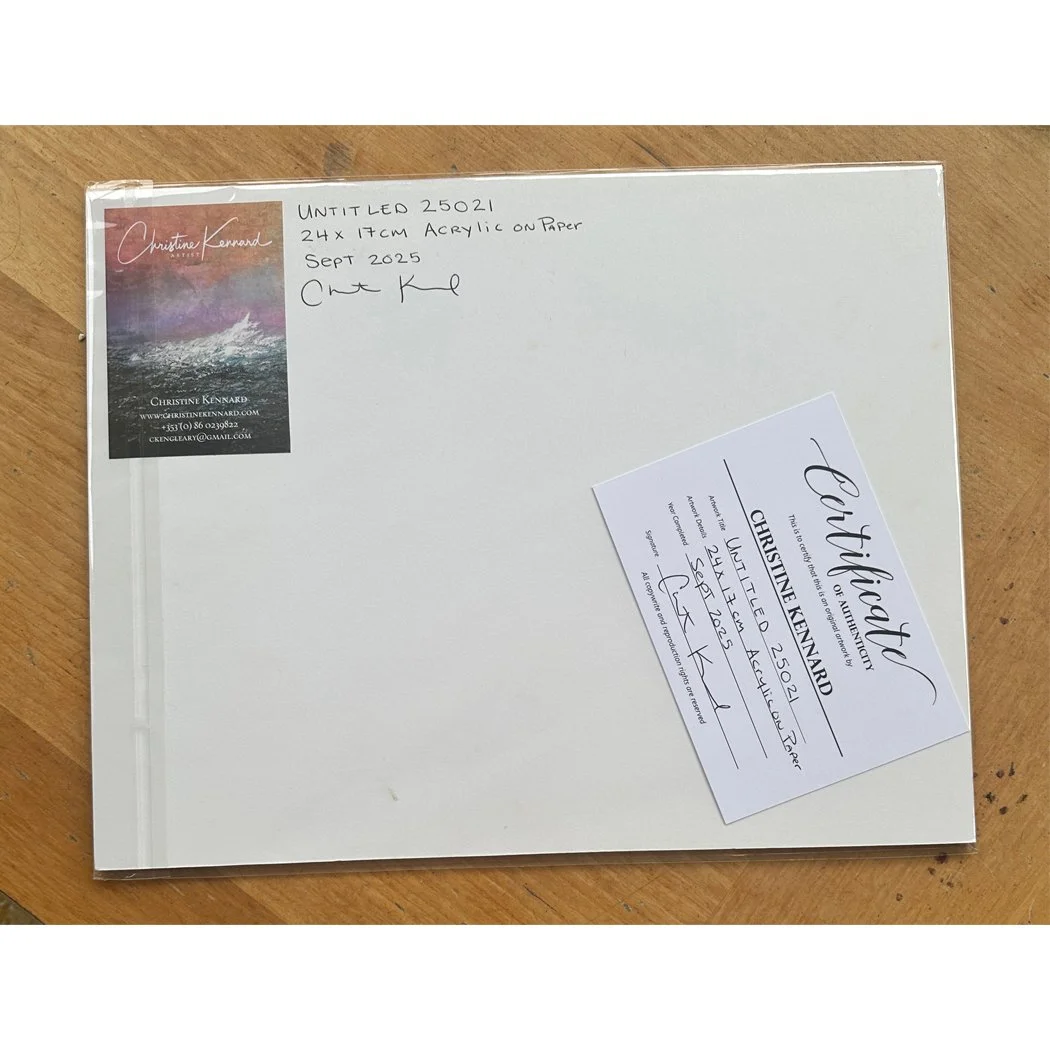 Christine Kennard
ARTIST
CHRISTINE KENNARD
WWW.CHRISTINEKENNARD.COM
+353 (0) 86 0239822
CKENGLEARY@GMAIL.COM
UNTITLED 25021
24 x 17CM ACRYLIC ON PAPER
SEPT 2025
Certificate
OF AUTHENTICITY
This is to certify that this is an original artwork by
CHRISTINE KENNARD
Artwork Title UNTITLED 25021
Artwork Details 24 x 17cm Acrylic on Paper
Year Completed Sept 2025
Signature
All copywrite and reproduction rights are reserved